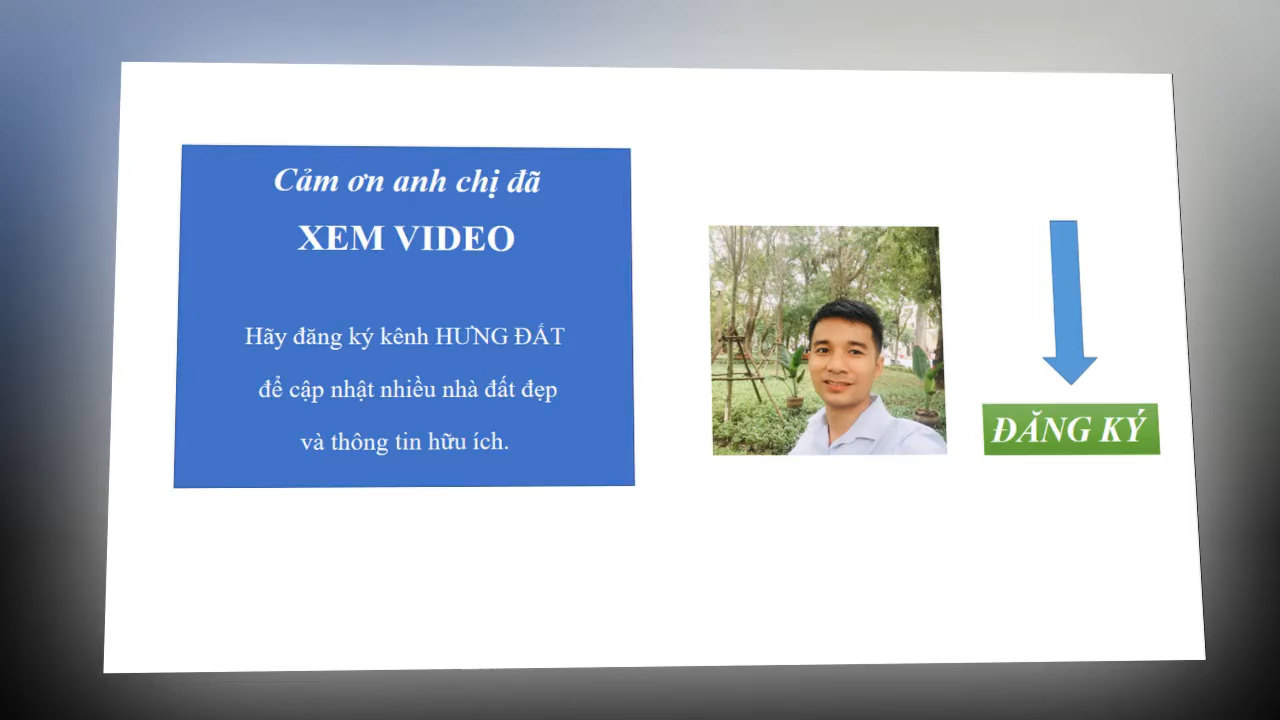 Cảm ơn anh chị đã
XEM VIDEO
Hãy đăng ký kênh HƯNG ĐẤT
để cập nhật nhiều nhà đất đẹp
và thông tin hữu ích.
ĐĂNG KÝ